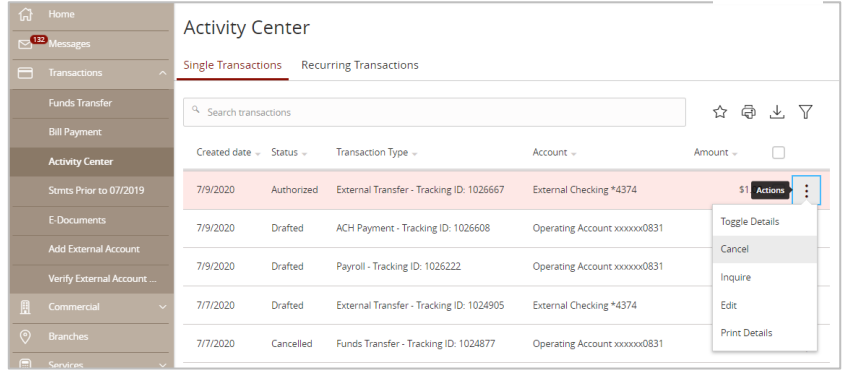 Home
132
Messages
Transactions
Funds Transfer
Bill Payment
Activity Center
Stmts Prior to 07/2019
E-Documents
Add External Account
Verify External Account ...
Commercial
Branches
Services
Activity Center
Single Transactions Recurring Transactions
Search transactions
Created date Status Transaction Type Account Amount
7/9/2020 Authorized External Transfer - Tracking ID: 1026667 External Checking *4374 $1. Actions
7/9/2020 Drafted ACH Payment - Tracking ID: 1026608 Operating Account xxxxxx0831
7/9/2020 Drafted Payroll - Tracking ID: 1026222 Operating Account xxxxxx0831
7/7/2020 Drafted External Transfer - Tracking ID: 1024905 External Checking *4374
7/7/2020 Cancelled Funds Transfer - Tracking ID: 1024877 Operating Account xxxxxx0831
Toggle Details
Cancel
Inquire
Edit
Print Details